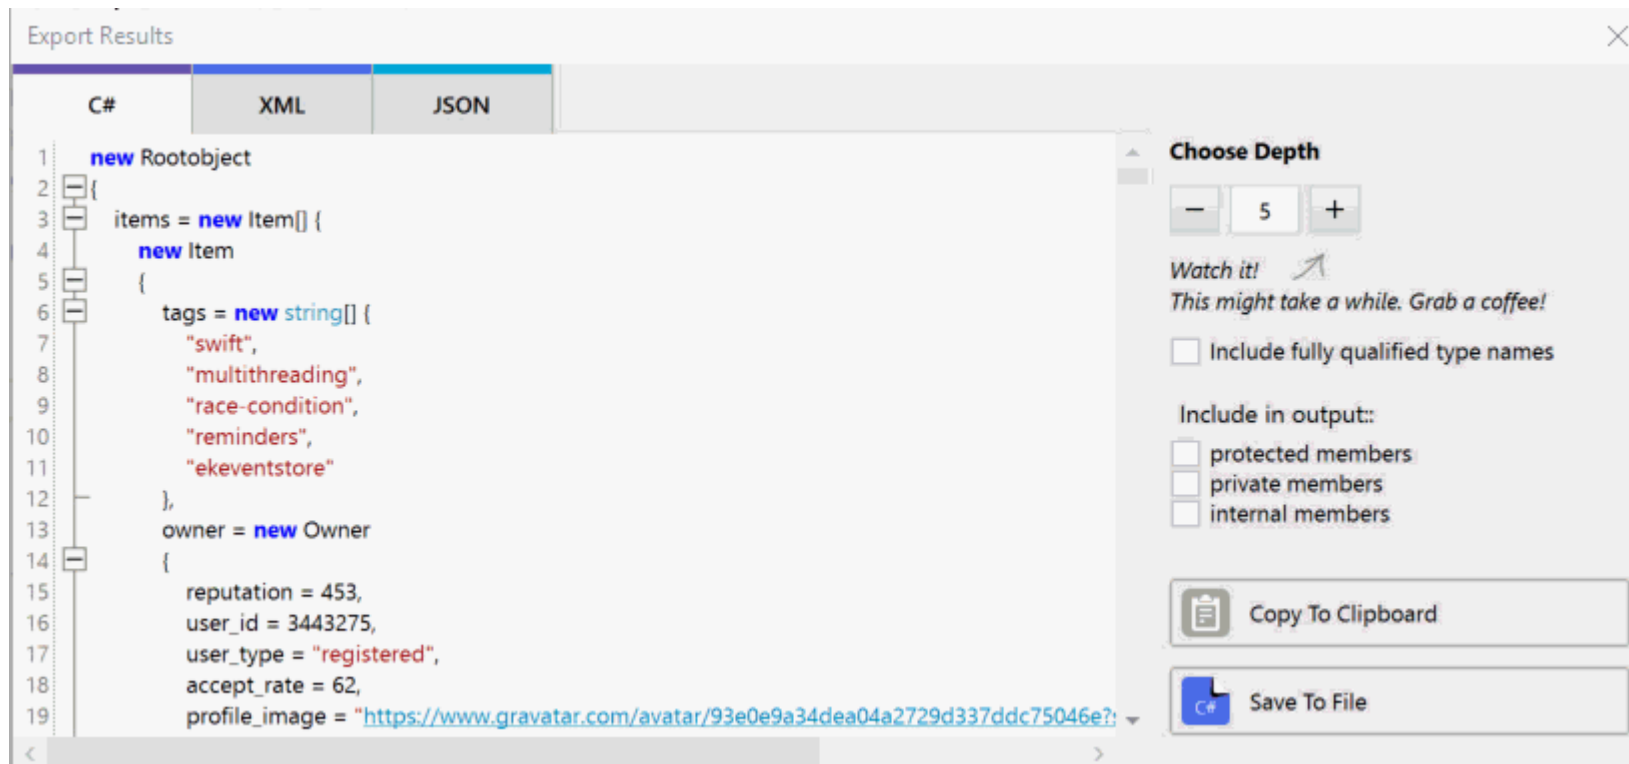 Export Results
C#
XML
JSON
1 new Rootobject
2 {
3 items = new Item[] {
4 new Item
5 {
6 tags = new string[] {
7 "swift",
8 "multithreading",
9 "race-condition",
10 "reminders",
11 "ekeventstore"
12 },
13 owner = new Owner
14 {
15 reputation = 453,
16 user_id = 3443275,
17 user_type = "registered",
18 accept_rate = 62,
19 profile_image = "https://www.gravatar.com/avatar/93e0e9a34dea04a2729d337ddc75046e?
Choose Depth
− 5 +
Watch it!
This might take a while. Grab a coffee!
Include fully qualified type names
Include in output::
protected members
private members
internal members
Copy To Clipboard
C# Save To File